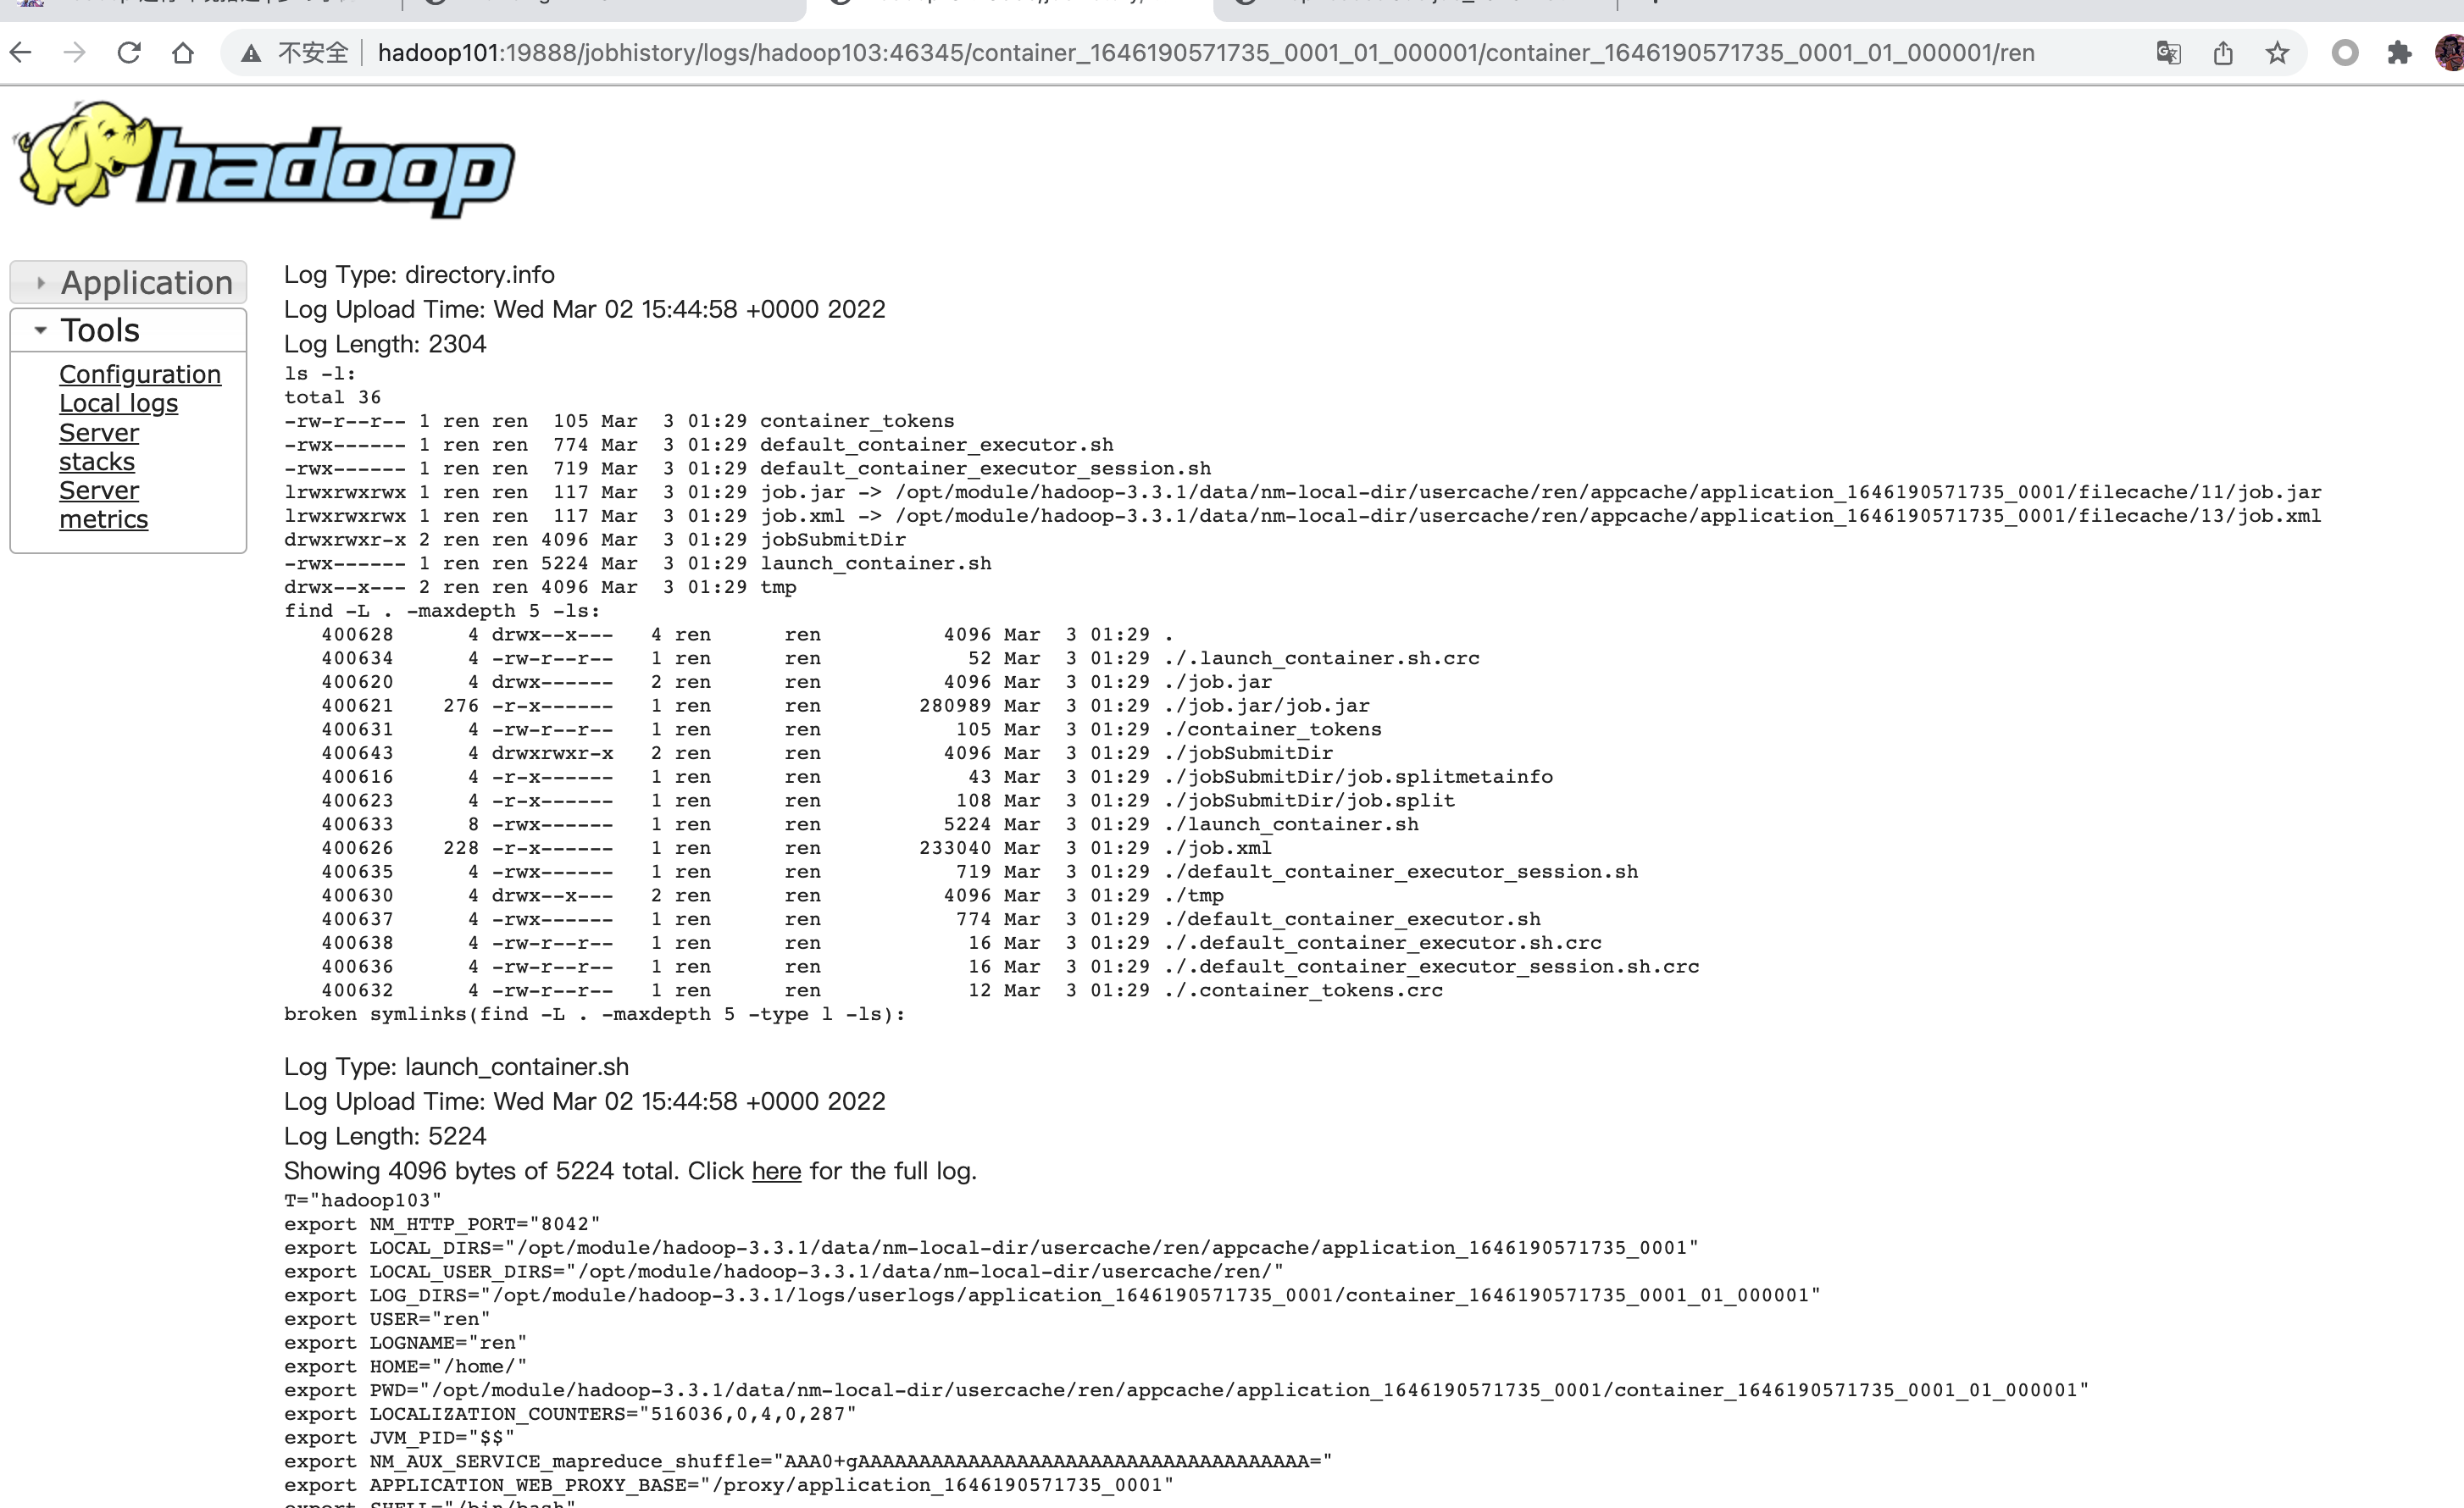 不安全 hadoop101:19888/jobhistory/logs/hadoop103:46345/container_1646190571735_0001_01_000001/container_1646190571735_0001_01_000001/ren
hadoop
Application
Tools
Configuration
Local logs
Server
stacks
Server
metrics
Log Type: directory.info
Log Upload Time: Wed Mar 02 15:44:58 +0000 2022
Log Length: 2304
ls -l:
total 36
-rw-r--r-- 1 ren ren  105 Mar  3 01:29 container_tokens
-rwx------ 1 ren ren  774 Mar  3 01:29 default_container_executor.sh
-rwx------ 1 ren ren  719 Mar  3 01:29 default_container_executor_session.sh
lrwxrwxrwx 1 ren ren  117 Mar  3 01:29 job.jar -> /opt/module/hadoop-3.3.1/data/nm-local-dir/usercache/ren/appcache/application_1646190571735_0001/filecache/11/job.jar
lrwxrwxrwx 1 ren ren  117 Mar  3 01:29 job.xml -> /opt/module/hadoop-3.3.1/data/nm-local-dir/usercache/ren/appcache/application_1646190571735_0001/filecache/13/job.xml
drwxrwxr-x 2 ren ren 4096 Mar  3 01:29 jobSubmitDir
-rwx------ 1 ren ren 5224 Mar  3 01:29 launch_container.sh
drwx--x--- 2 ren ren 4096 Mar  3 01:29 tmp
find -L . -maxdepth 5 -ls:
400628      4 drwx--x---   4 ren      ren          4096 Mar  3 01:29 .
400634      4 -rw-r--r--   1 ren      ren            52 Mar  3 01:29 ./.launch_container.sh.crc
400620      4 drwx------   2 ren      ren          4096 Mar  3 01:29 ./job.jar
400621    276 -r-x------   1 ren      ren        280989 Mar  3 01:29 ./job.jar/job.jar
400631      4 -rw-r--r--   1 ren      ren           105 Mar  3 01:29 ./container_tokens
400643      4 drwxrwxr-x   2 ren      ren          4096 Mar  3 01:29 ./jobSubmitDir
400616      4 -r-x------   1 ren      ren            43 Mar  3 01:29 ./jobSubmitDir/job.splitmetainfo
400623      4 -r-x------   1 ren      ren           108 Mar  3 01:29 ./jobSubmitDir/job.split
400633      8 -rwx------   1 ren      ren          5224 Mar  3 01:29 ./launch_container.sh
400626    228 -r-x------   1 ren      ren        233040 Mar  3 01:29 ./job.xml
400635      4 -rwx------   1 ren      ren           719 Mar  3 01:29 ./default_container_executor_session.sh
400630      4 drwx--x---   2 ren      ren          4096 Mar  3 01:29 ./tmp
400637      4 -rwx------   1 ren      ren           774 Mar  3 01:29 ./default_container_executor.sh
400638      4 -rw-r--r--   1 ren      ren            16 Mar  3 01:29 ./.default_container_executor.sh.crc
400636      4 -rw-r--r--   1 ren      ren            16 Mar  3 01:29 ./.default_container_executor_session.sh.crc
400632      4 -rw-r--r--   1 ren      ren            12 Mar  3 01:29 ./.container_tokens.crc
broken symlinks(find -L . -maxdepth 5 -type l -ls):
Log Type: launch_container.sh
Log Upload Time: Wed Mar 02 15:44:58 +0000 2022
Log Length: 5224
Showing 4096 bytes of 5224 total. Click here for the full log.
T="hadoop103"
export NM_HTTP_PORT="8042"
export LOCAL_DIRS="/opt/module/hadoop-3.3.1/data/nm-local-dir/usercache/ren/appcache/application_1646190571735_0001"
export LOCAL_USER_DIRS="/opt/module/hadoop-3.3.1/data/nm-local-dir/usercache/ren/"
export LOG_DIRS="/opt/module/hadoop-3.3.1/logs/userlogs/application_1646190571735_0001/container_1646190571735_0001_01_000001"
export USER="ren"
export LOGNAME="ren"
export HOME="/home/"
export PWD="/opt/module/hadoop-3.3.1/data/nm-local-dir/usercache/ren/appcache/application_1646190571735_0001/container_1646190571735_0001_01_000001"
export LOCALIZATION_COUNTERS="516036,0,4,0,287"
export JVM_PID="$$"
export NM_AUX_SERVICE_mapreduce_shuffle="AAA0+gAAAAAAAAAAAAAAAAAAAAAAAAAAAAAAAAAAAAA="
export APPLICATION_WEB_PROXY_BASE="/proxy/application_1646190571735_0001"
export SHELL="/bin/bash"